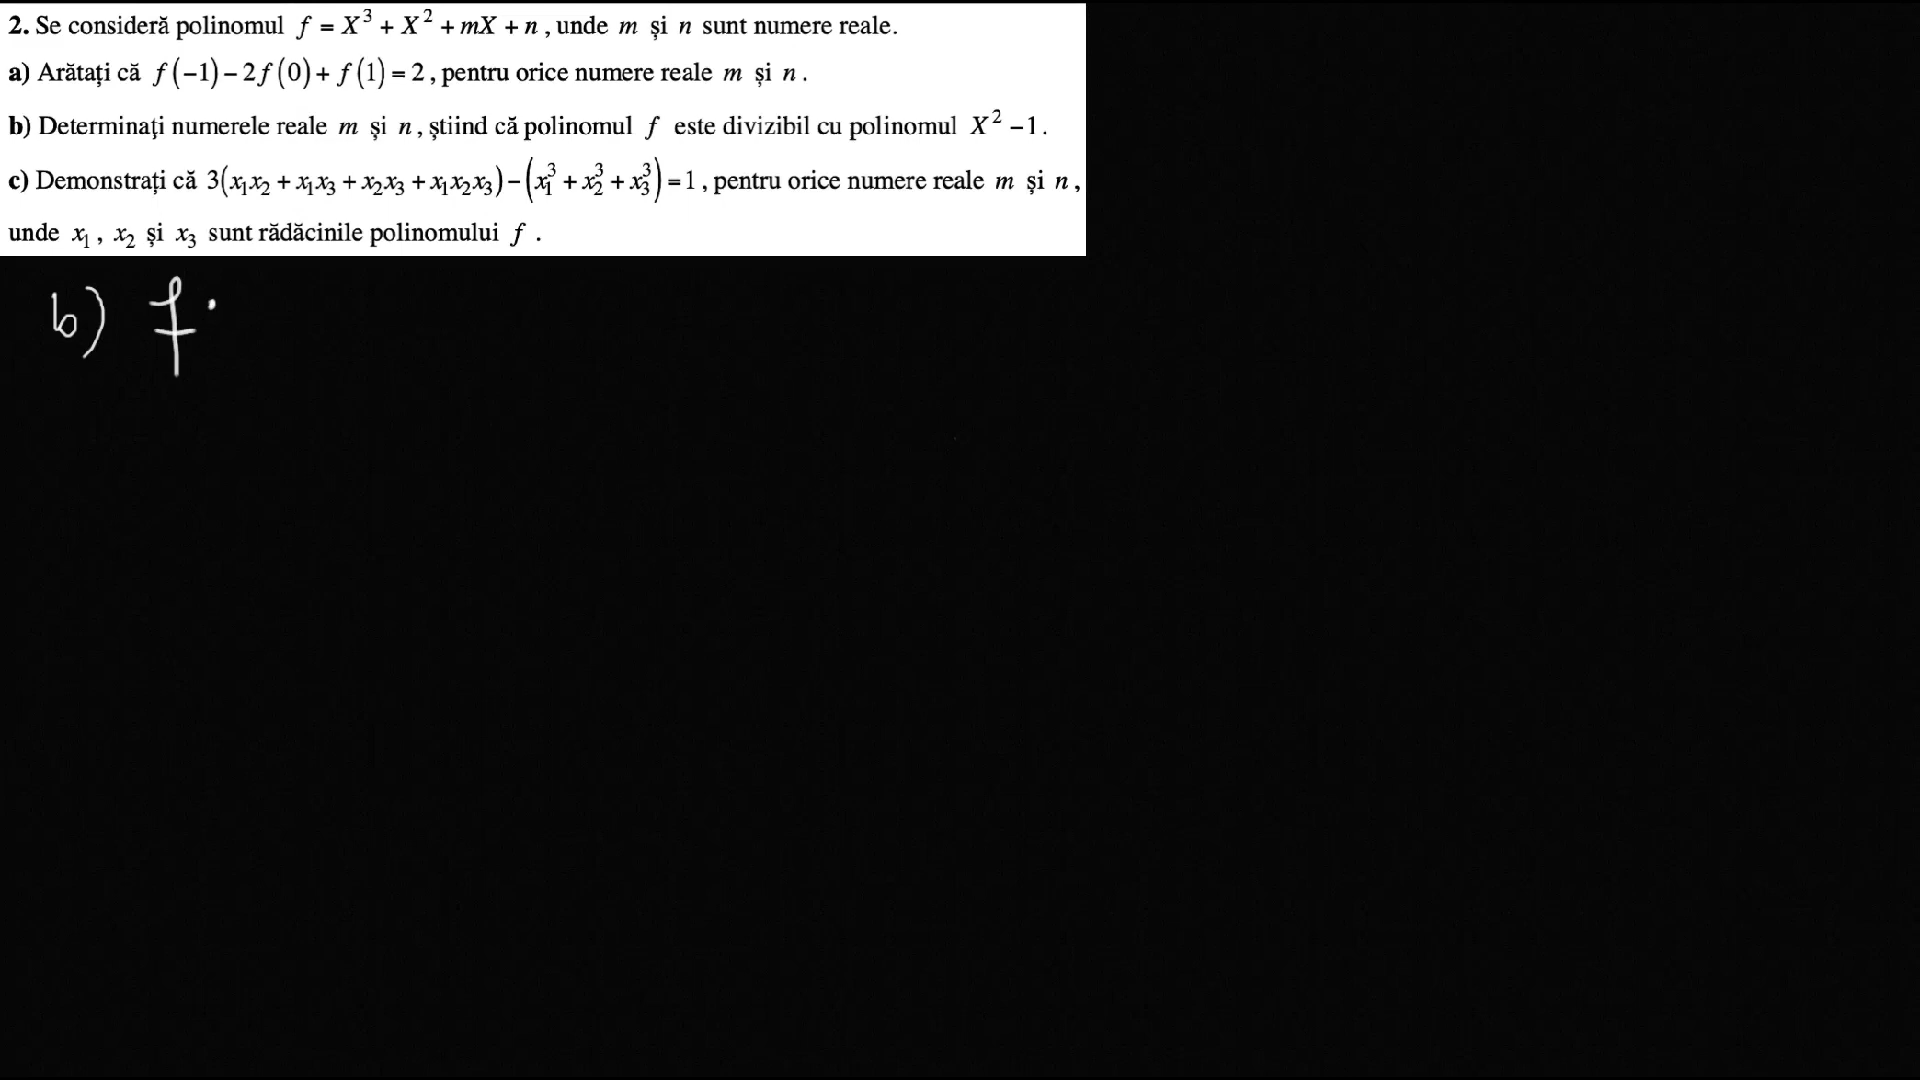 2. Se consideră polinomul f = X³ + X² + mX + n, unde m și n sunt numere reale.
a) Arătați că f(−1) − 2f(0) + f(1) = 2, pentru orice numere reale m și n.
b) Determinați numerele reale m și n, știind că polinomul f este divizibil cu polinomul X² − 1.
c) Demonstrați că 3(x₁x₂ + x₁x₃ + x₂x₃ + x₁x₂x₃) − (x₁³ + x₂³ + x₃³) = 1, pentru orice numere reale m și n,
unde x₁, x₂ și x₃ sunt rădăcinile polinomului f.
b) f ·